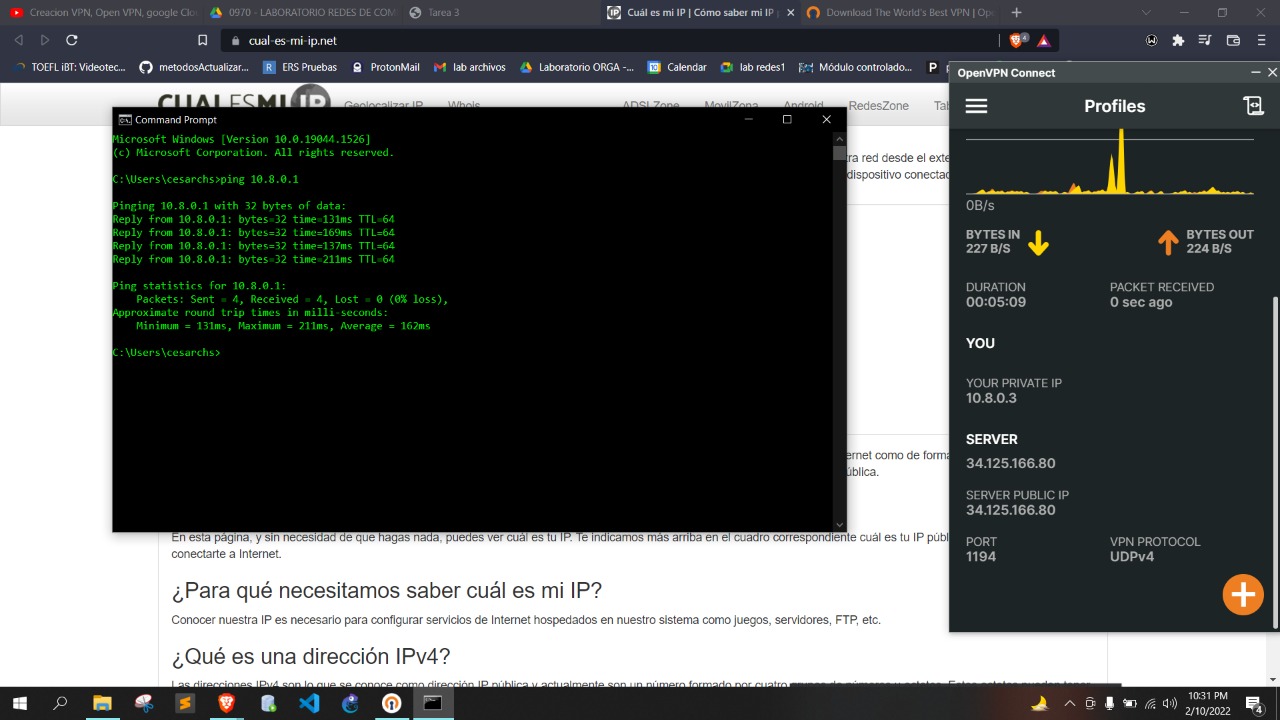 Creacion VPN, Open VPN, google Clou
0970 - LABORATORIO REDES DE COM
Tarea 3
Cuál es mi IP | Cómo saber mi IP p
Download The World's Best VPN | Ope
cual-es-mi-ip.net
4
TOEFL iBT: Videotec...
metodosActualizar...
ERS Pruebas
ProtonMail
lab archivos
Laboratorio ORGA -...
Calendar
lab redes1
Módulo controlado...
CUALESMI IP
Geolocalizar IP
Whois
ADSLZone
MovilZona
Android
RedesZone
Command Prompt
Microsoft Windows [Version 10.0.19044.1526]
(c) Microsoft Corporation. All rights reserved.
C:\Users\cesarchs>ping 10.8.0.1
Pinging 10.8.0.1 with 32 bytes of data:
Reply from 10.8.0.1: bytes=32 time=131ms TTL=64
Reply from 10.8.0.1: bytes=32 time=169ms TTL=64
Reply from 10.8.0.1: bytes=32 time=137ms TTL=64
Reply from 10.8.0.1: bytes=32 time=211ms TTL=64
Ping statistics for 10.8.0.1:
Packets: Sent = 4, Received = 4, Lost = 0 (0% loss),
Approximate round trip times in milli-seconds:
Minimum = 131ms, Maximum = 211ms, Average = 162ms
C:\Users\cesarchs>
tra red desde el exte
dispositivo conectad
ernet como de forma
ública.
En esta página, y sin necesidad de que hagas nada, puedes ver cuál es tu IP. Te indicamos más arriba en el cuadro correspondiente cuál es tu IP públi
conectarte a Internet.
¿Para qué necesitamos saber cuál es mi IP?
Conocer nuestra IP es necesario para configurar servicios de Internet hospedados en nuestro sistema como juegos, servidores, FTP, etc.
¿Qué es una dirección IPv4?
Las direcciones IPv4 son lo que se conoce como dirección IP pública y actualmente son un número formado por cuatro grupos de números
OpenVPN Connect
Profiles
0B/s
BYTES IN
227 B/S
BYTES OUT
224 B/S
DURATION
00:05:09
PACKET RECEIVED
0 sec ago
YOU
YOUR PRIVATE IP
10.8.0.3
SERVER
34.125.166.80
SERVER PUBLIC IP
34.125.166.80
PORT
1194
VPN PROTOCOL
UDPv4
10:31 PM
2/10/2022
4